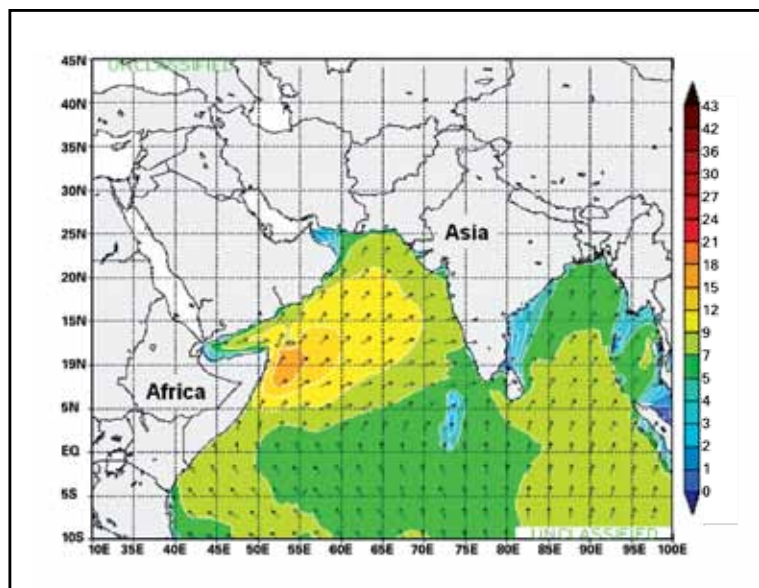 UNCLASSIFIED
45N
40N
35N
30N
25N
20N
15N
19N
5N
EQ
5S
10S
Asia
Africa
UNCLASSIFIED
10E 35E 40E 45E 50E 55E 60E 65E 70E 75E 80E 85E 90E 95E 100E
43
42
36
30
27
24
21
18
15
12
9
7
5
4
3
2
1
0